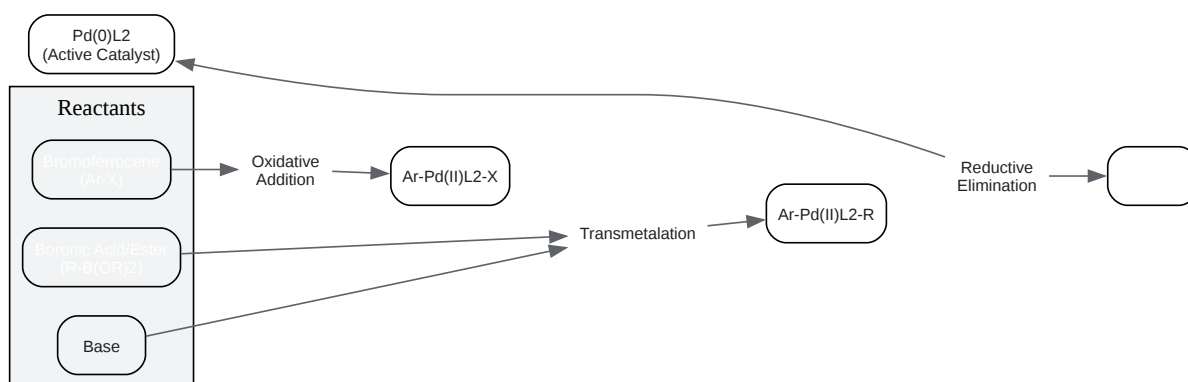 Pd(0)L2
(Active Catalyst)
Reactants
Bromoferrocene
(Ar-X)
Oxidative
Addition
Ar-Pd(II)L2-X
Boronic Acid/Ester
(R-B(OR)2)
Base
Transmetalation
Ar-Pd(II)L2-R
Reductive
Elimination